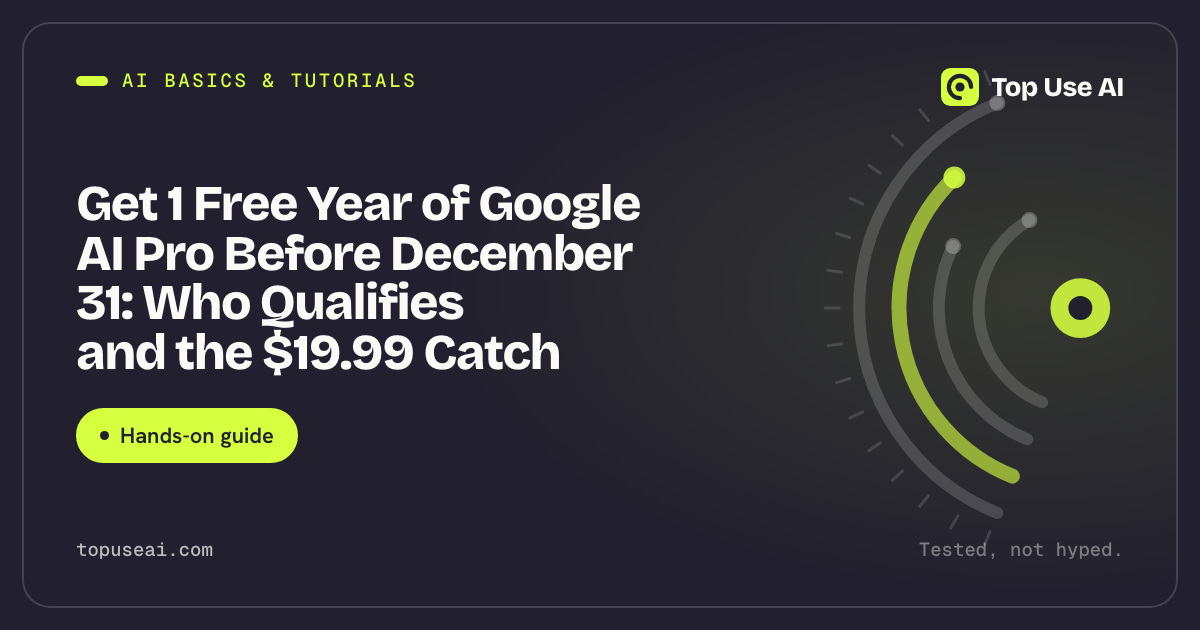 AI BASICS & TUTORIALS
Top Use AI
Get 1 Free Year of Google
AI Pro Before December
31: Who Qualifies
and the $19.99 Catch
Hands-on guide
topuseai.com
Tested, not hyped.